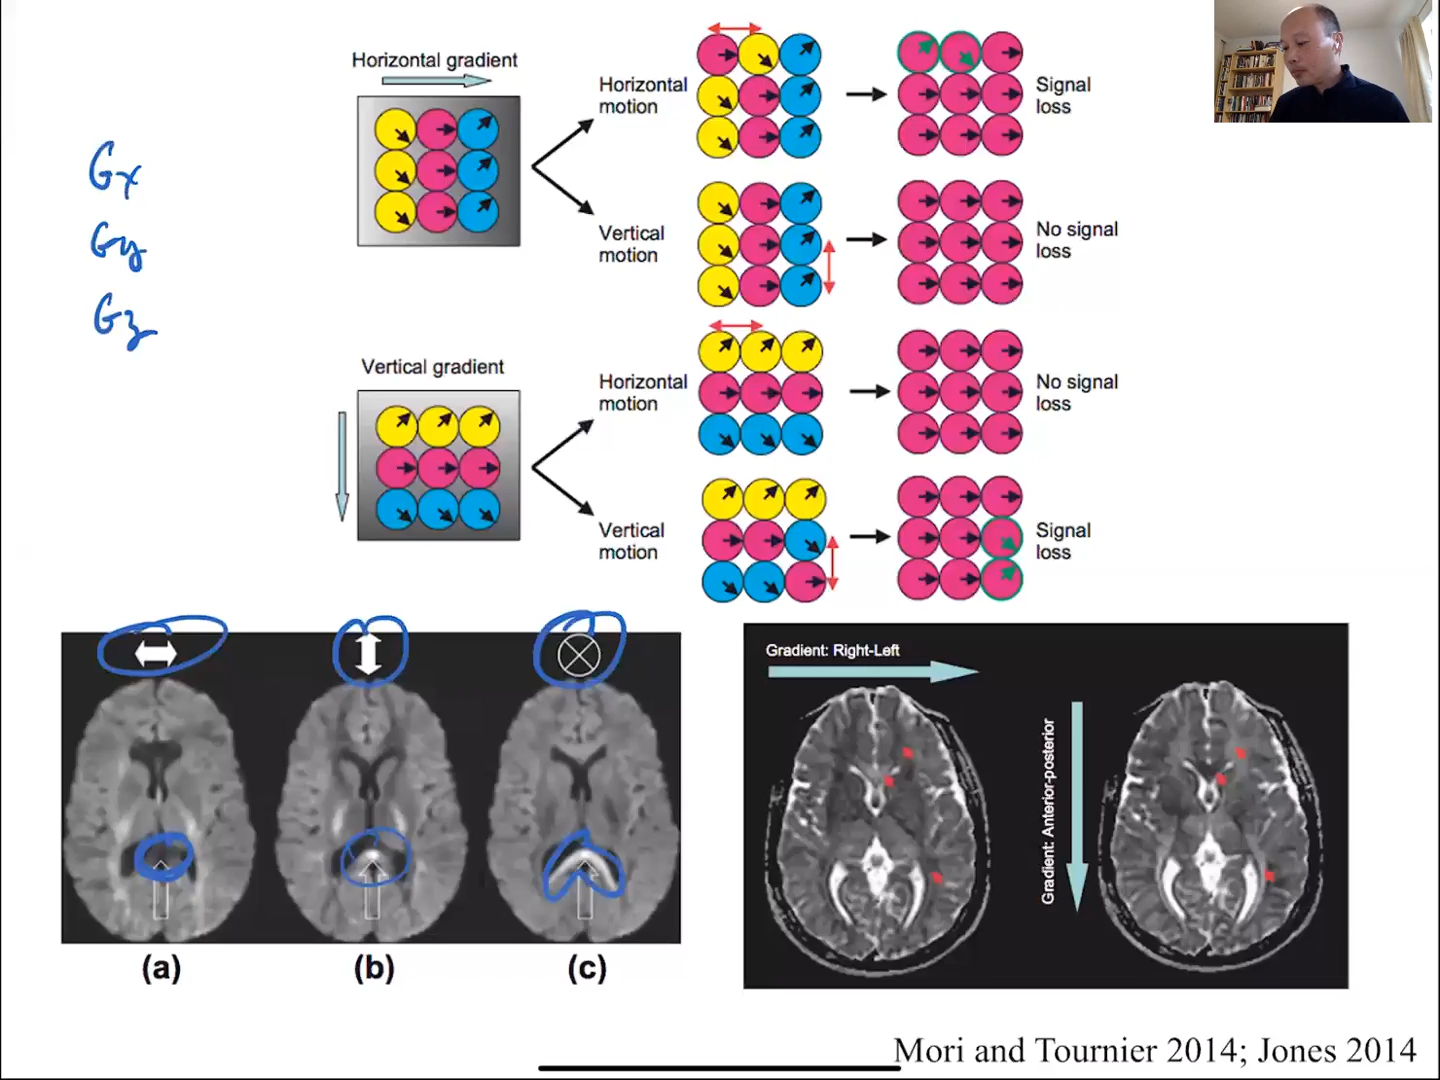 Gx
Gy
Gz
Horizontal gradient
Horizontal
motion
Signal
loss
Vertical
motion
No signal
loss
Vertical gradient
Horizontal
motion
No signal
loss
Vertical
motion
Signal
loss
(a)
(b)
(c)
Gradient: Right-Left
Gradient: Anterior-posterior
Mori and Tournier 2014; Jones 2014